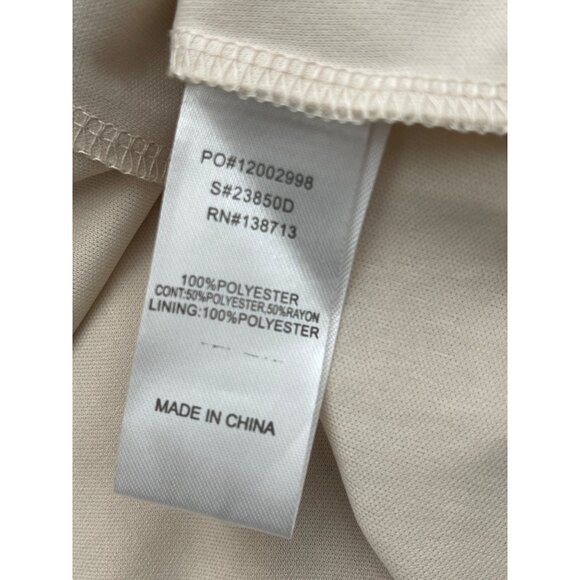 PO#12002998
S#23850D
RN#138713
100%POLYESTER
CONT:50%POLYESTER,50%RAYON
LINING:100%POLYESTER
MADE IN CHINA